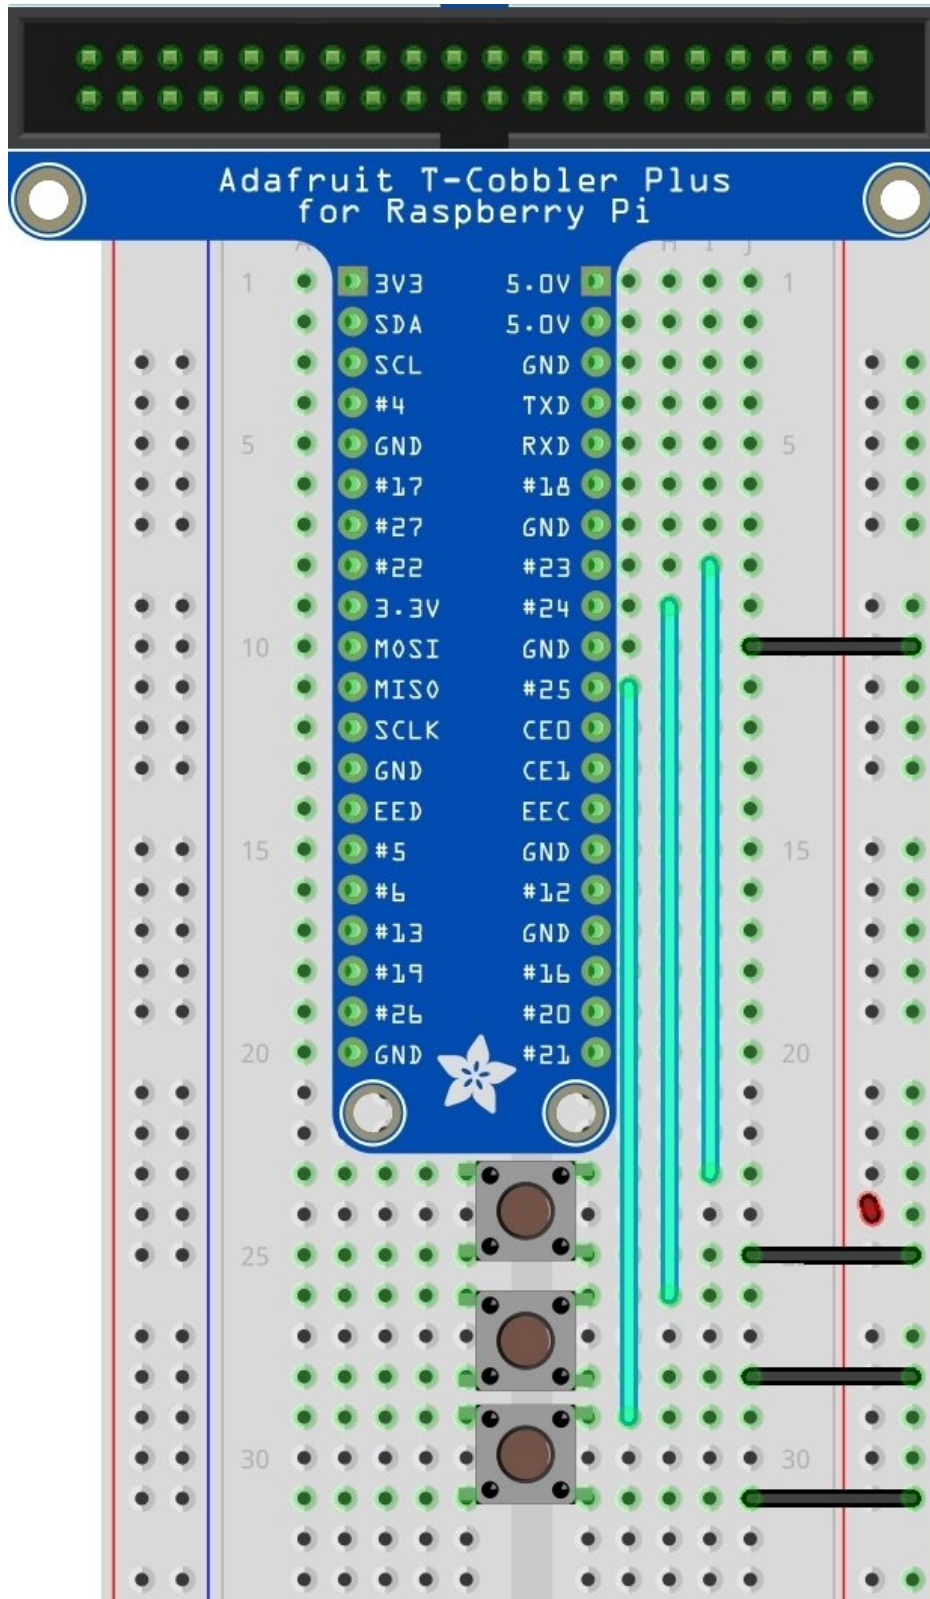 Adafruit T-Cobbler Plus
for Raspberry Pi
A H I J
1 3V3 5.0V 1
SDA 5.0V
SCL GND
#4 TXD
5 GND RXD 5
#17 #18
#27 GND
#22 #23
3.3V #24
10 MOSI GND
MISO #25
SCLK CE0
GND CE1
EED EEC
15 #5 GND 15
#6 #12
#13 GND
#19 #16
#26 #20
20 GND #21 20
25
30 30